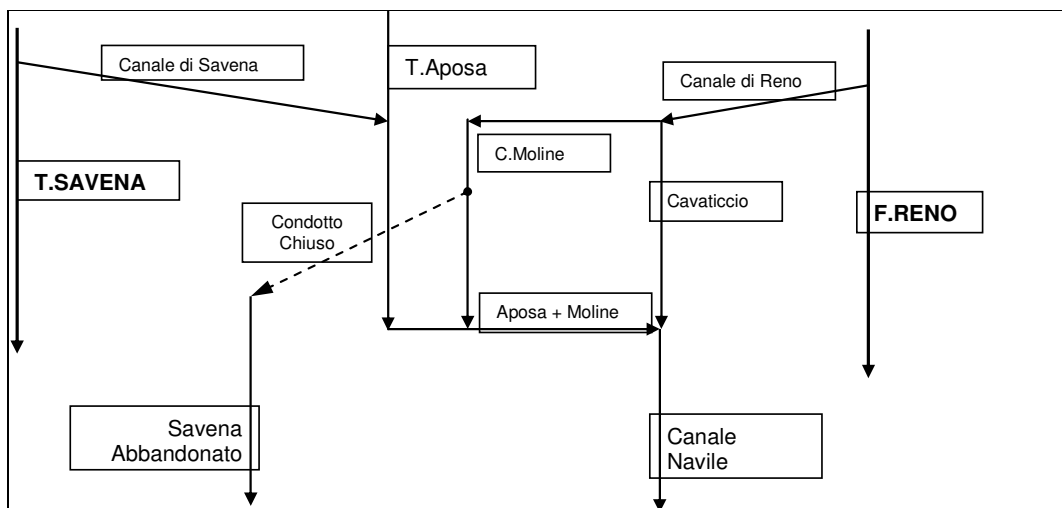 Canale di Savena
T.Aposa
Canale di Reno
C.Moline
T.SAVENA
Cavaticcio
F.RENO
Condotto
Chiuso
Aposa + Moline
Savena
Abbandonato
Canale
Navile